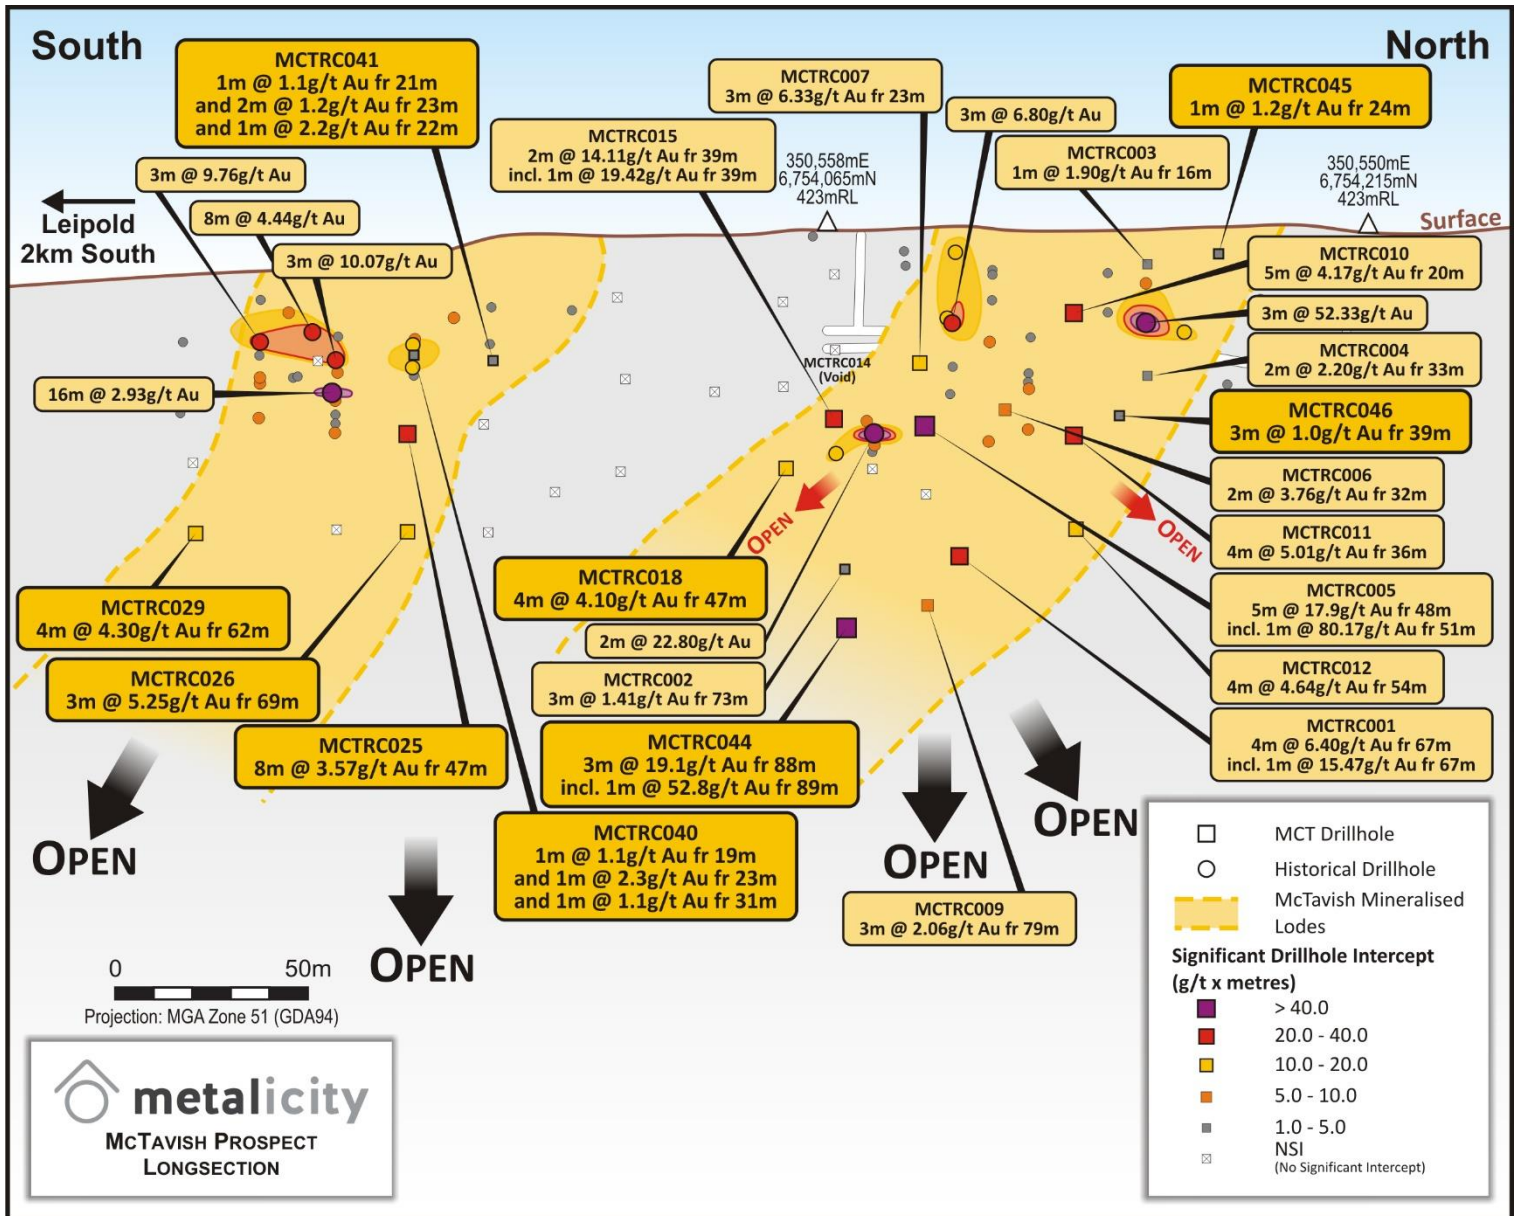 South
North
MCTRC041
1m @ 1.1g/t Au fr 21m
and 2m @ 1.2g/t Au fr 23m
and 1m @ 2.2g/t Au fr 22m
MCTRC007
3m @ 6.33g/t Au fr 23m
3m @ 6.80g/t Au
MCTRC045
1m @ 1.2g/t Au fr 24m
MCTRC015
2m @ 14.11g/t Au fr 39m
incl. 1m @ 19.42g/t Au fr 39m
350,558mE
6,754,065mN
423mRL
MCTRC003
1m @ 1.90g/t Au fr 16m
350,550mE
6,754,215mN
423mRL
3m @ 9.76g/t Au
8m @ 4.44g/t Au
3m @ 10.07g/t Au
Leipold
2km South
Surface
MCTRC010
5m @ 4.17g/t Au fr 20m
3m @ 52.33g/t Au
MCTRC004
2m @ 2.20g/t Au fr 33m
MCTRC014
(Void)
16m @ 2.93g/t Au
MCTRC046
3m @ 1.0g/t Au fr 39m
MCTRC006
2m @ 3.76g/t Au fr 32m
OPEN
OPEN
MCTRC011
4m @ 5.01g/t Au fr 36m
MCTRC018
4m @ 4.10g/t Au fr 47m
MCTRC029
4m @ 4.30g/t Au fr 62m
MCTRC005
5m @ 17.9g/t Au fr 48m
incl. 1m @ 80.17g/t Au fr 51m
2m @ 22.80g/t Au
MCTRC026
3m @ 5.25g/t Au fr 69m
MCTRC002
3m @ 1.41g/t Au fr 73m
MCTRC012
4m @ 4.64g/t Au fr 54m
MCTRC025
8m @ 3.57g/t Au fr 47m
MCTRC044
3m @ 19.1g/t Au fr 88m
incl. 1m @ 52.8g/t Au fr 89m
MCTRC001
4m @ 6.40g/t Au fr 67m
incl. 1m @ 15.47g/t Au fr 67m
OPEN
OPEN
OPEN
OPEN
MCTRC040
1m @ 1.1g/t Au fr 19m
and 1m @ 2.3g/t Au fr 23m
and 1m @ 1.1g/t Au fr 31m
MCTRC009
3m @ 2.06g/t Au fr 79m
0 50m
Projection: MGA Zone 51 (GDA94)
metalicity
MCTAVISH PROSPECT
LONGSECTION
MCT Drillhole
Historical Drillhole
McTavish Mineralised
Lodes
Significant Drillhole Intercept
(g/t x metres)
> 40.0
20.0 - 40.0
10.0 - 20.0
5.0 - 10.0
1.0 - 5.0
NSI
(No Significant Intercept)